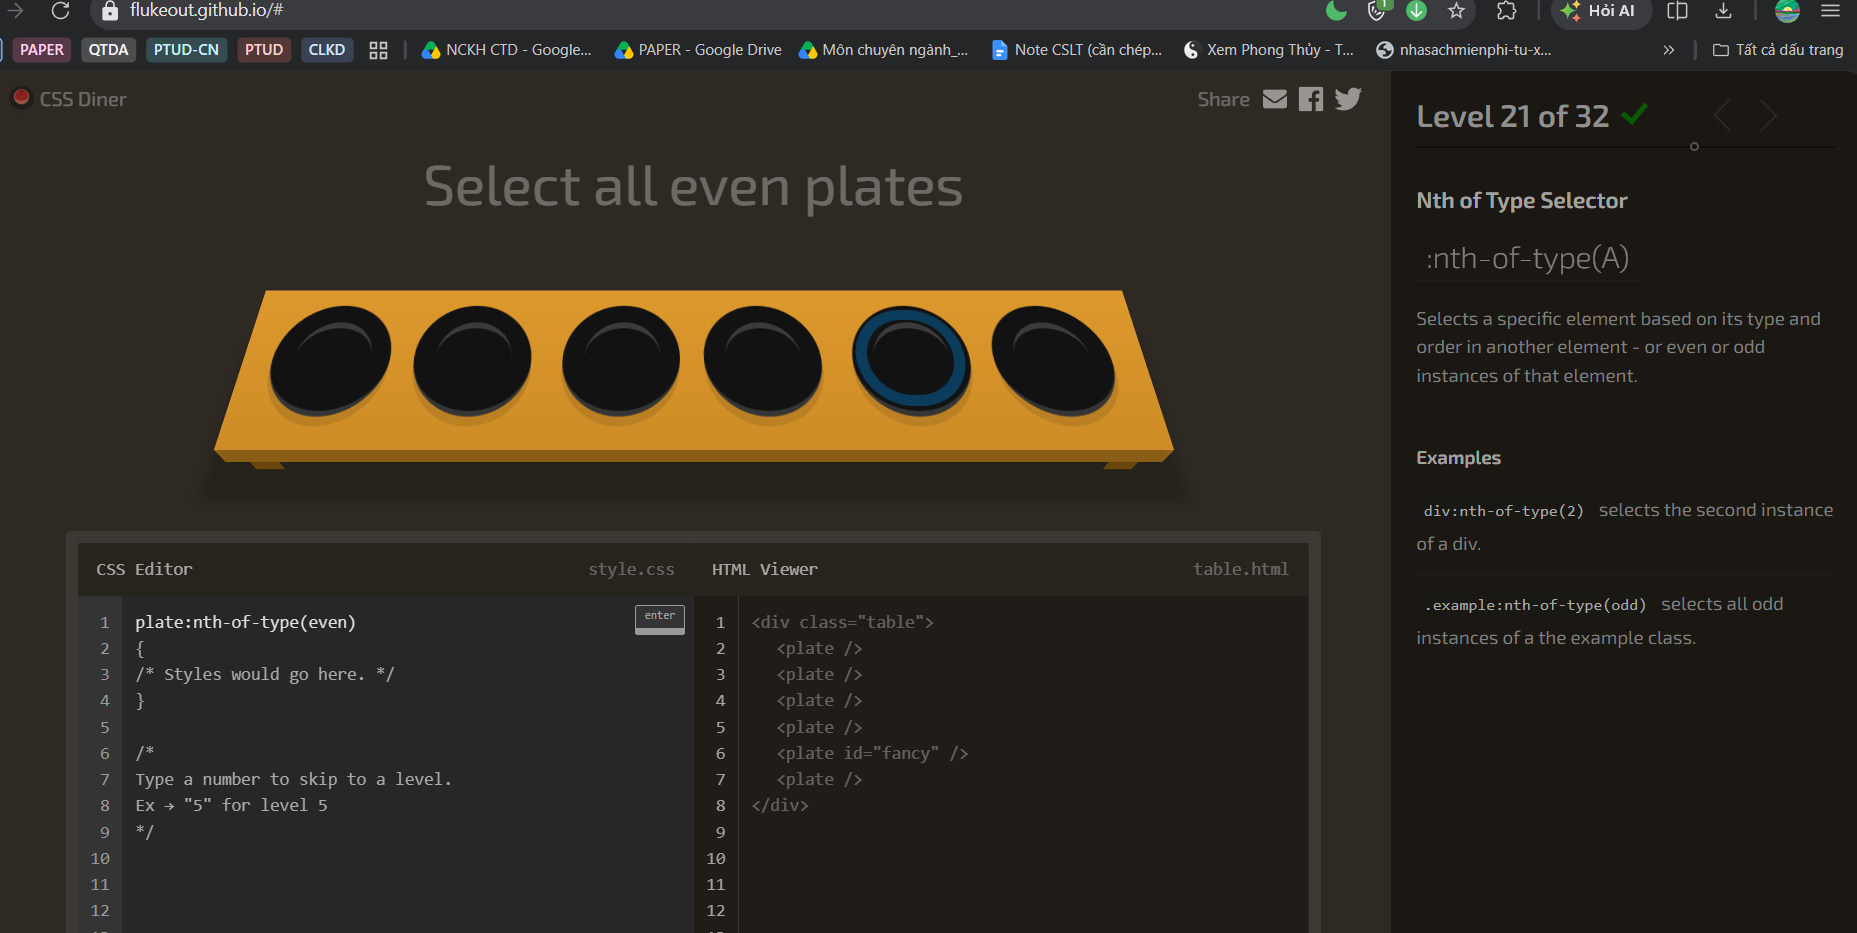 flukeout.github.io/#
1
Hỏi AI
PAPER QTDA PTUD-CN PTUD CLKD NCKH CTD - Google... PAPER - Google Drive Môn chuyên ngành_... Note CSLT (cần chép... Xem Phong Thủy - T... nhasachmienphi-tu-x... » Tất cả dấu trang
CSS Diner
Share
Select all even plates
CSS Editor style.css
enter
1 plate:nth-of-type(even)
2 {
3 /* Styles would go here. */
4 }
5
6 /*
7 Type a number to skip to a level.
8 Ex → "5" for level 5
9 */
10
11
12
HTML Viewer table.html
1 <div class="table">
2 <plate />
3 <plate />
4 <plate />
5 <plate />
6 <plate id="fancy" />
7 <plate />
8 </div>
9
10
11
12
Level 21 of 32
Nth of Type Selector
:nth-of-type(A)
Selects a specific element based on its type and
order in another element - or even or odd
instances of that element.
Examples
div:nth-of-type(2) selects the second instance
of a div.
.example:nth-of-type(odd) selects all odd
instances of a the example class.